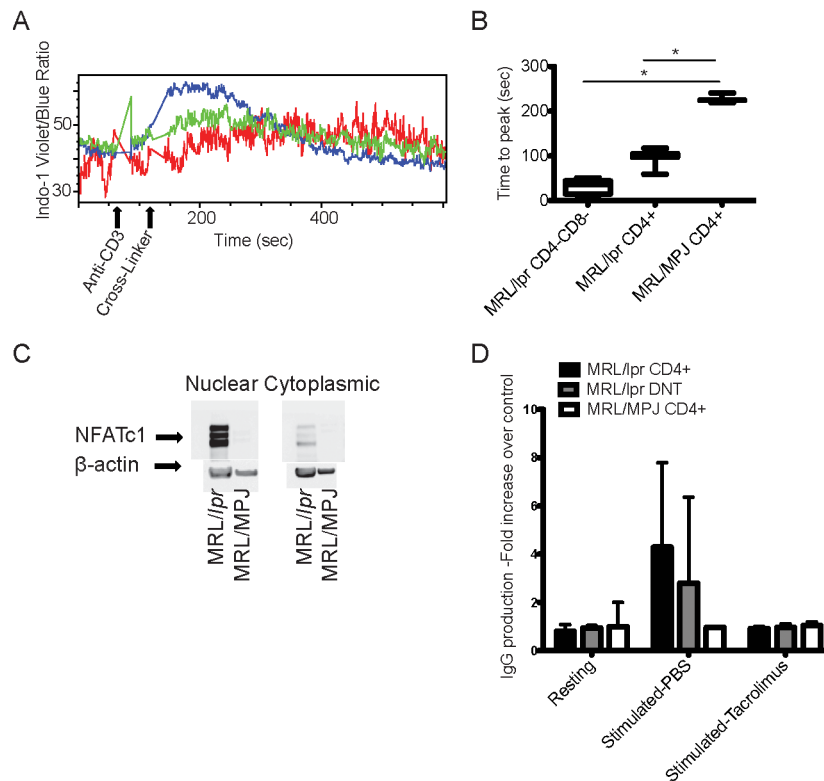 A
Indo-1 Violet/Blue Ratio
50
30
200
400
Time (sec)
Anti-CD3
Cross-Linker
B
*
*
Time to peak (sec)
300
200
100
0
MRL/lpr CD4-CD8-
MRL/lpr CD4+
MRL/MPJ CD4+
C
Nuclear Cytoplasmic
NFATc1
β-actin
MRL/lpr
MRL/MPJ
MRL/lpr
MRL/MPJ
D
MRL/lpr CD4+
MRL/lpr DNT
MRL/MPJ CD4+
IgG production -Fold increase over control
10
8
6
4
2
0
Resting
Stimulated-PBS
Stimulated-Tacrolimus